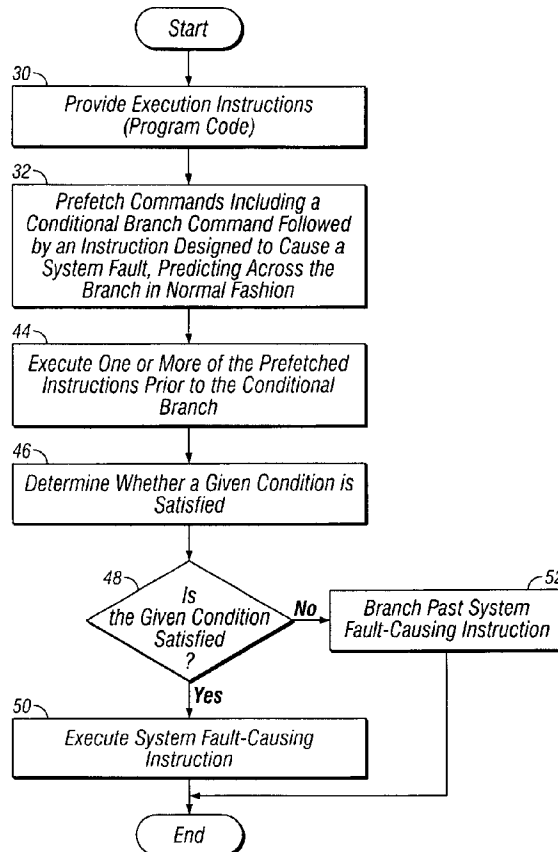 Start
30
Provide Execution Instructions
(Program Code)
32
Prefetch Commands Including a
Conditional Branch Command Followed
by an Instruction Designed to Cause a
System Fault, Predicting Across the
Branch in Normal Fashion
44
Execute One or More of the Prefetched
Instructions Prior to the Conditional
Branch
46
Determine Whether a Given Condition is
Satisfied
48
Is
the Given Condition
Satisfied
?
No
52
Branch Past System
Fault-Causing Instruction
Yes
50
Execute System Fault-Causing
Instruction
End